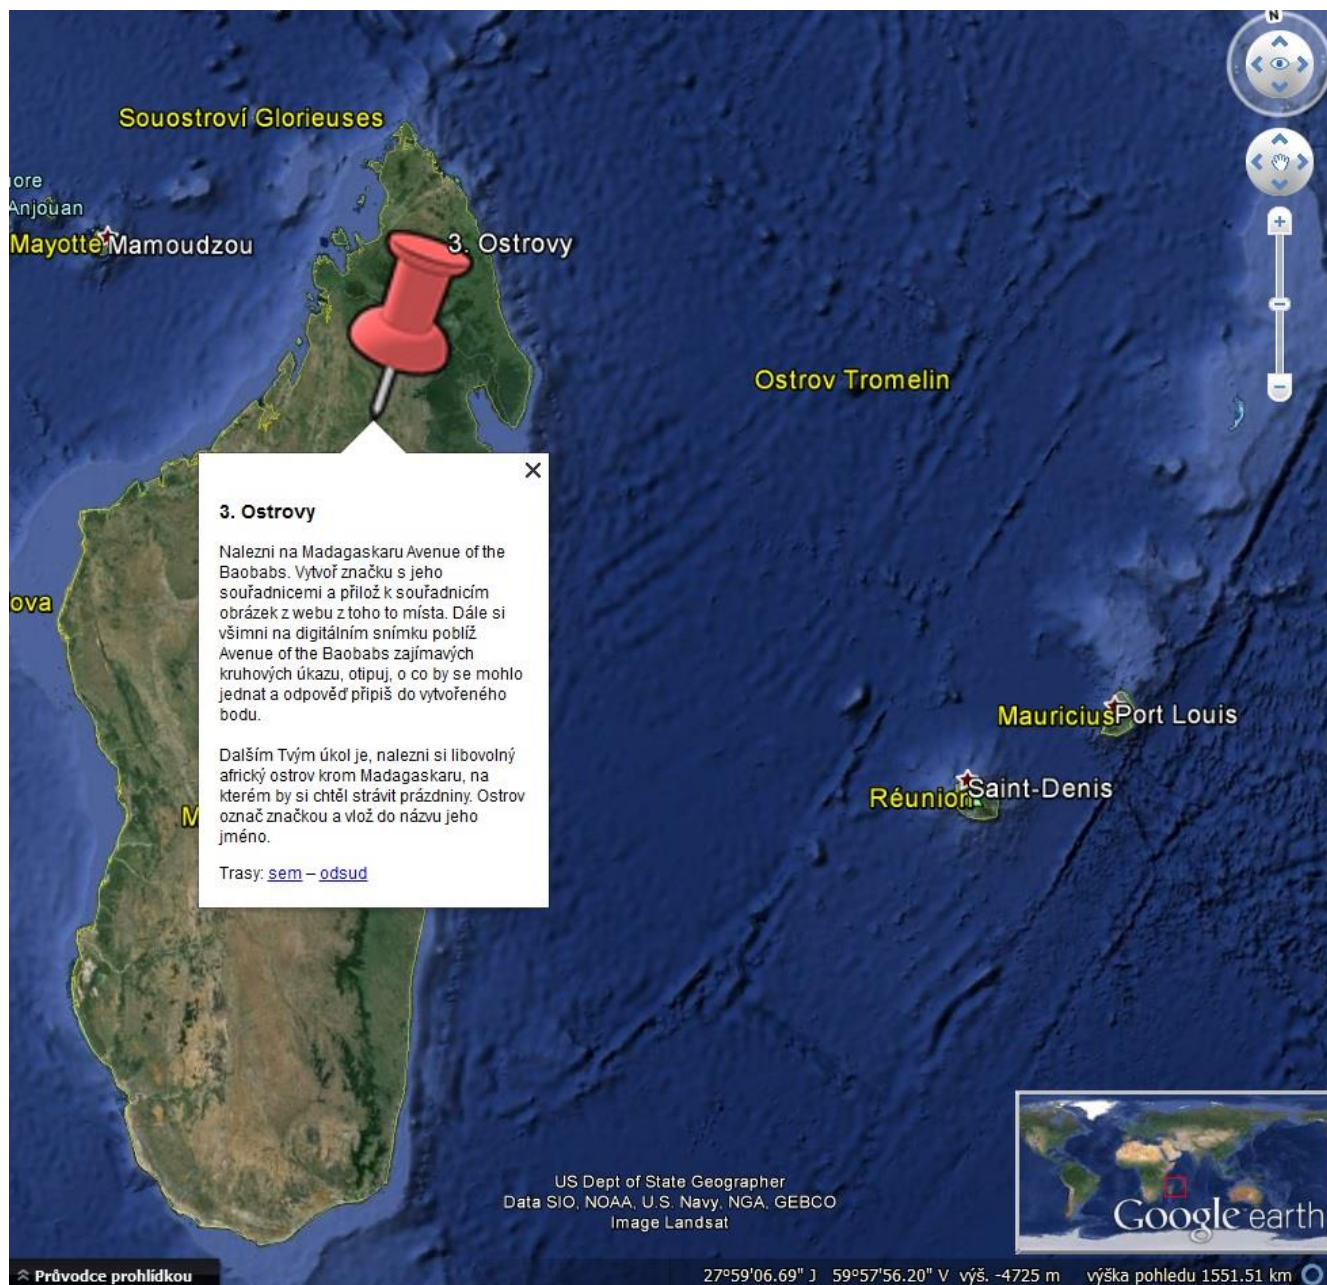 N
Souostroví Glorieuses
ore
Anjouan
Mayotte Mamoudzou
3. Ostrovy
Ostrov Tromelin
3. Ostrovy
Nalezni na Madagaskaru Avenue of the
Baobabs. Vytvoř značku s jeho
souřadnicemi a přilož k souřadnicím
obrázek z webu z toho to místa. Dále si
všimni na digitálním snímku poblíž
Avenue of the Baobabs zajímavých
kruhových úkazu, otipuj, o co by se mohlo
jednat a odpověď připiš do vytvořeného
bodu.
Dalším Tvým úkol je, nalezni si libovolný
africký ostrov krom Madagaskaru, na
kterém by si chtěl strávit prázdniny. Ostrov
označ značkou a vlož do názvu jeho
jméno.
Trasy: sem – odsud
ova
M
Mauricius Port Louis
Réunion Saint-Denis
US Dept of State Geographer
Data SIO, NOAA, U.S. Navy, NGA, GEBCO
Image Landsat
Google earth
Průvodce prohlídkou
27°59'06.69" J 59°57'56.20" V výš. -4725 m výška pohledu 1551.51 km